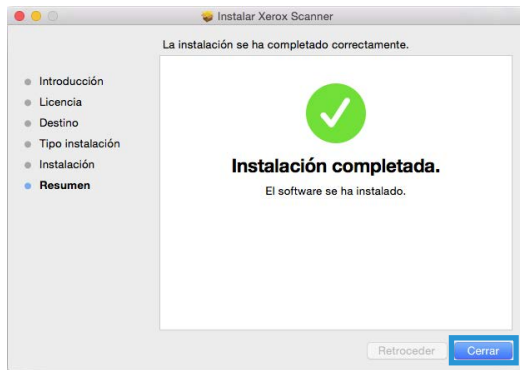 Instalar Xerox Scanner
La instalación se ha completado correctamente.
Introducción
Licencia
Destino
Tipo instalación
Instalación
Resumen
Instalación completada.
El software se ha instalado.
Retroceder
Cerrar